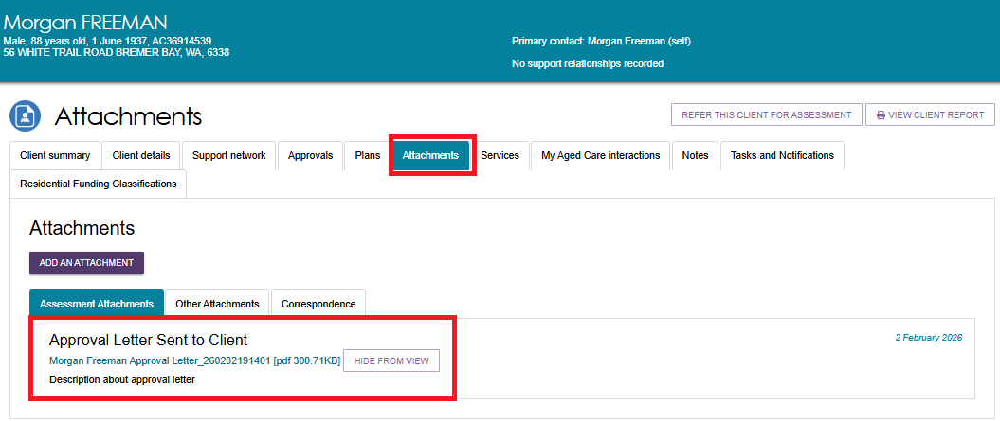 Morgan FREEMAN
Male, 88 years old, 1 June 1937, AC36914539
56 WHITE TRAIL ROAD BREMER BAY, WA, 6338
Primary contact: Morgan Freeman (self)
No support relationships recorded
Attachments
REFER THIS CLIENT FOR ASSESSMENT
VIEW CLIENT REPORT
Client summary
Client details
Support network
Approvals
Plans
Attachments
Services
My Aged Care interactions
Notes
Tasks and Notifications
Residential Funding Classifications
Attachments
ADD AN ATTACHMENT
Assessment Attachments
Other Attachments
Correspondence
Approval Letter Sent to Client
2 February 2026
Morgan Freeman Approval Letter_260202191401 [pdf 300.71KB]
HIDE FROM VIEW
Description about approval letter